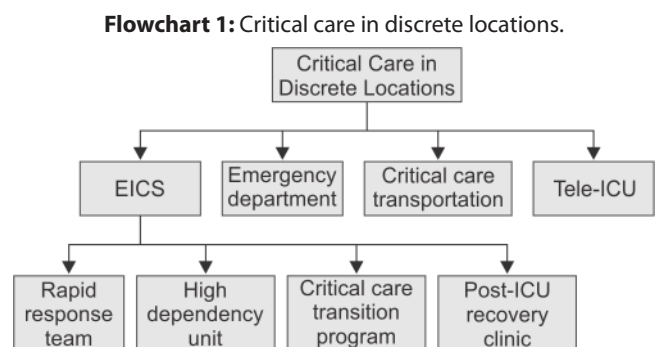 Flowchart 1: Critical care in discrete locations.
Critical Care in
Discrete Locations
EICS
Emergency
department
Critical care
transportation
Tele-ICU
Rapid
response
team
High
dependency
unit
Critical care
transition
program
Post-ICU
recovery
clinic